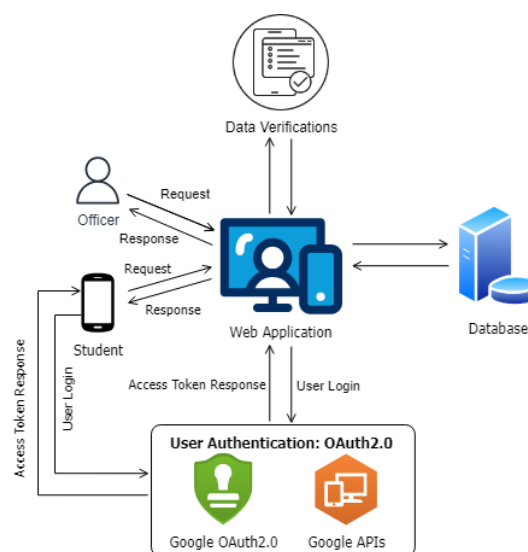 Data Verifications
Request
Officer
Response
Request
Response
Web Application
Student
Database
Access Token Response
User Login
Access Token Response
User Login
User Authentication: OAuth2.0
Google OAuth2.0
Google APIs